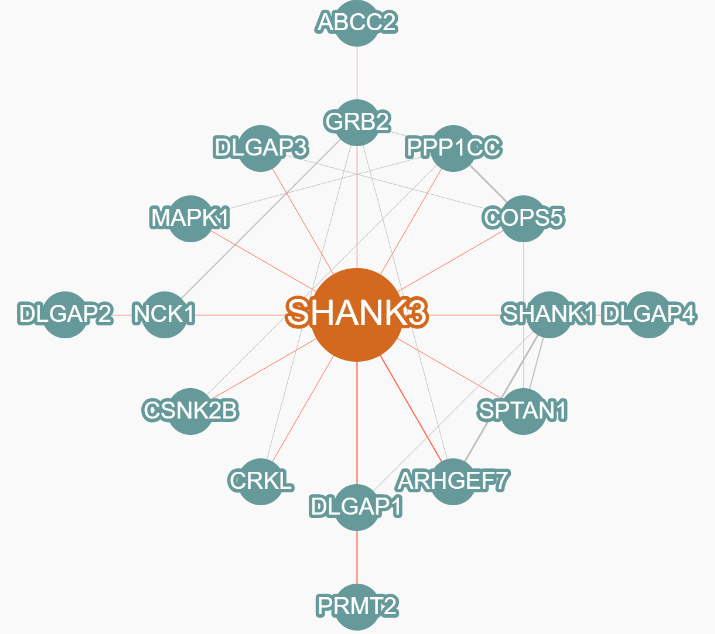 ABCC2
GRB2
DLGAP3
PPP1CC
MAPK1
COPS5
DLGAP2
NCK1
SHANK3
SHANK1
DLGAP4
CSNK2B
SPTAN1
CRKL
ARHGEF7
DLGAP1
PRMT2